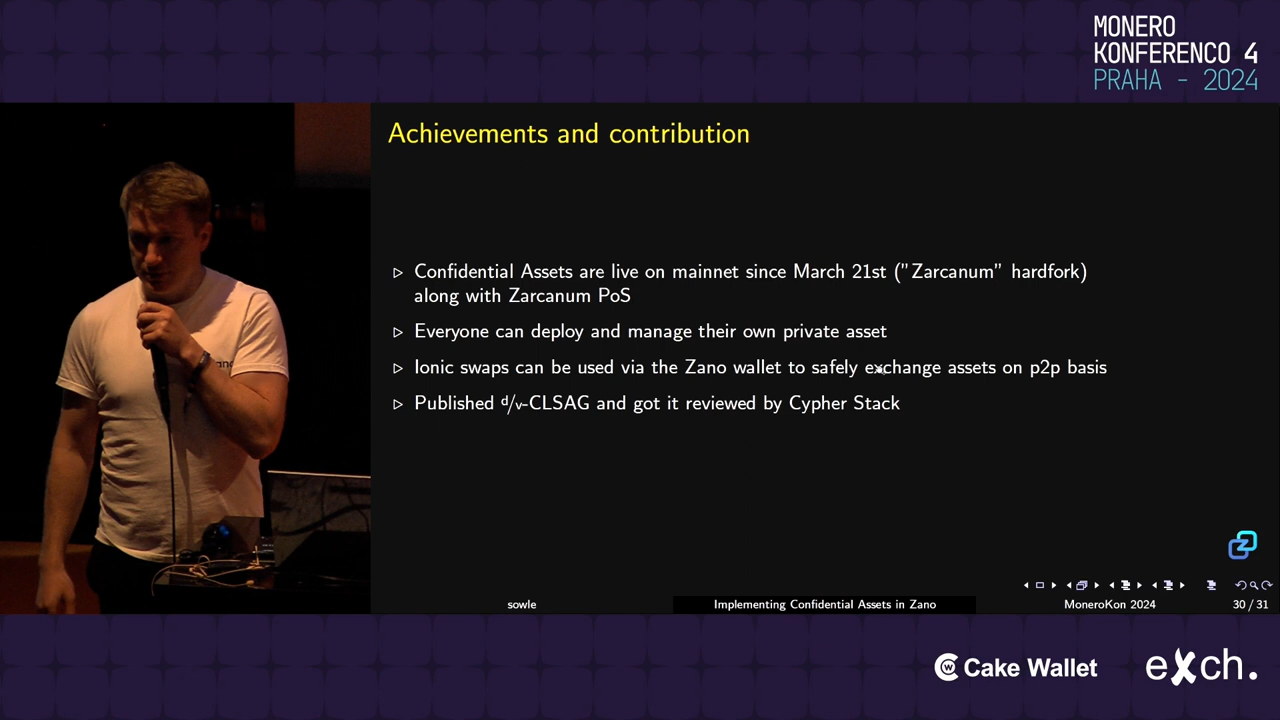 MONERO
KONFERENCO 4
PRAHA - 2024
Achievements and contribution
Confidential Assets are live on mainnet since March 21st ("Zarcanum" hardfork)
along with Zarcanum PoS
Everyone can deploy and manage their own private asset
Ionic swaps can be used via the Zano wallet to safely exchange assets on p2p basis
Published d/v-CLSAG and got it reviewed by Cypher Stack
sowle
Implementing Confidential Assets in Zano
MoneroKon 2024
30 / 31
Cake Wallet
eXch.